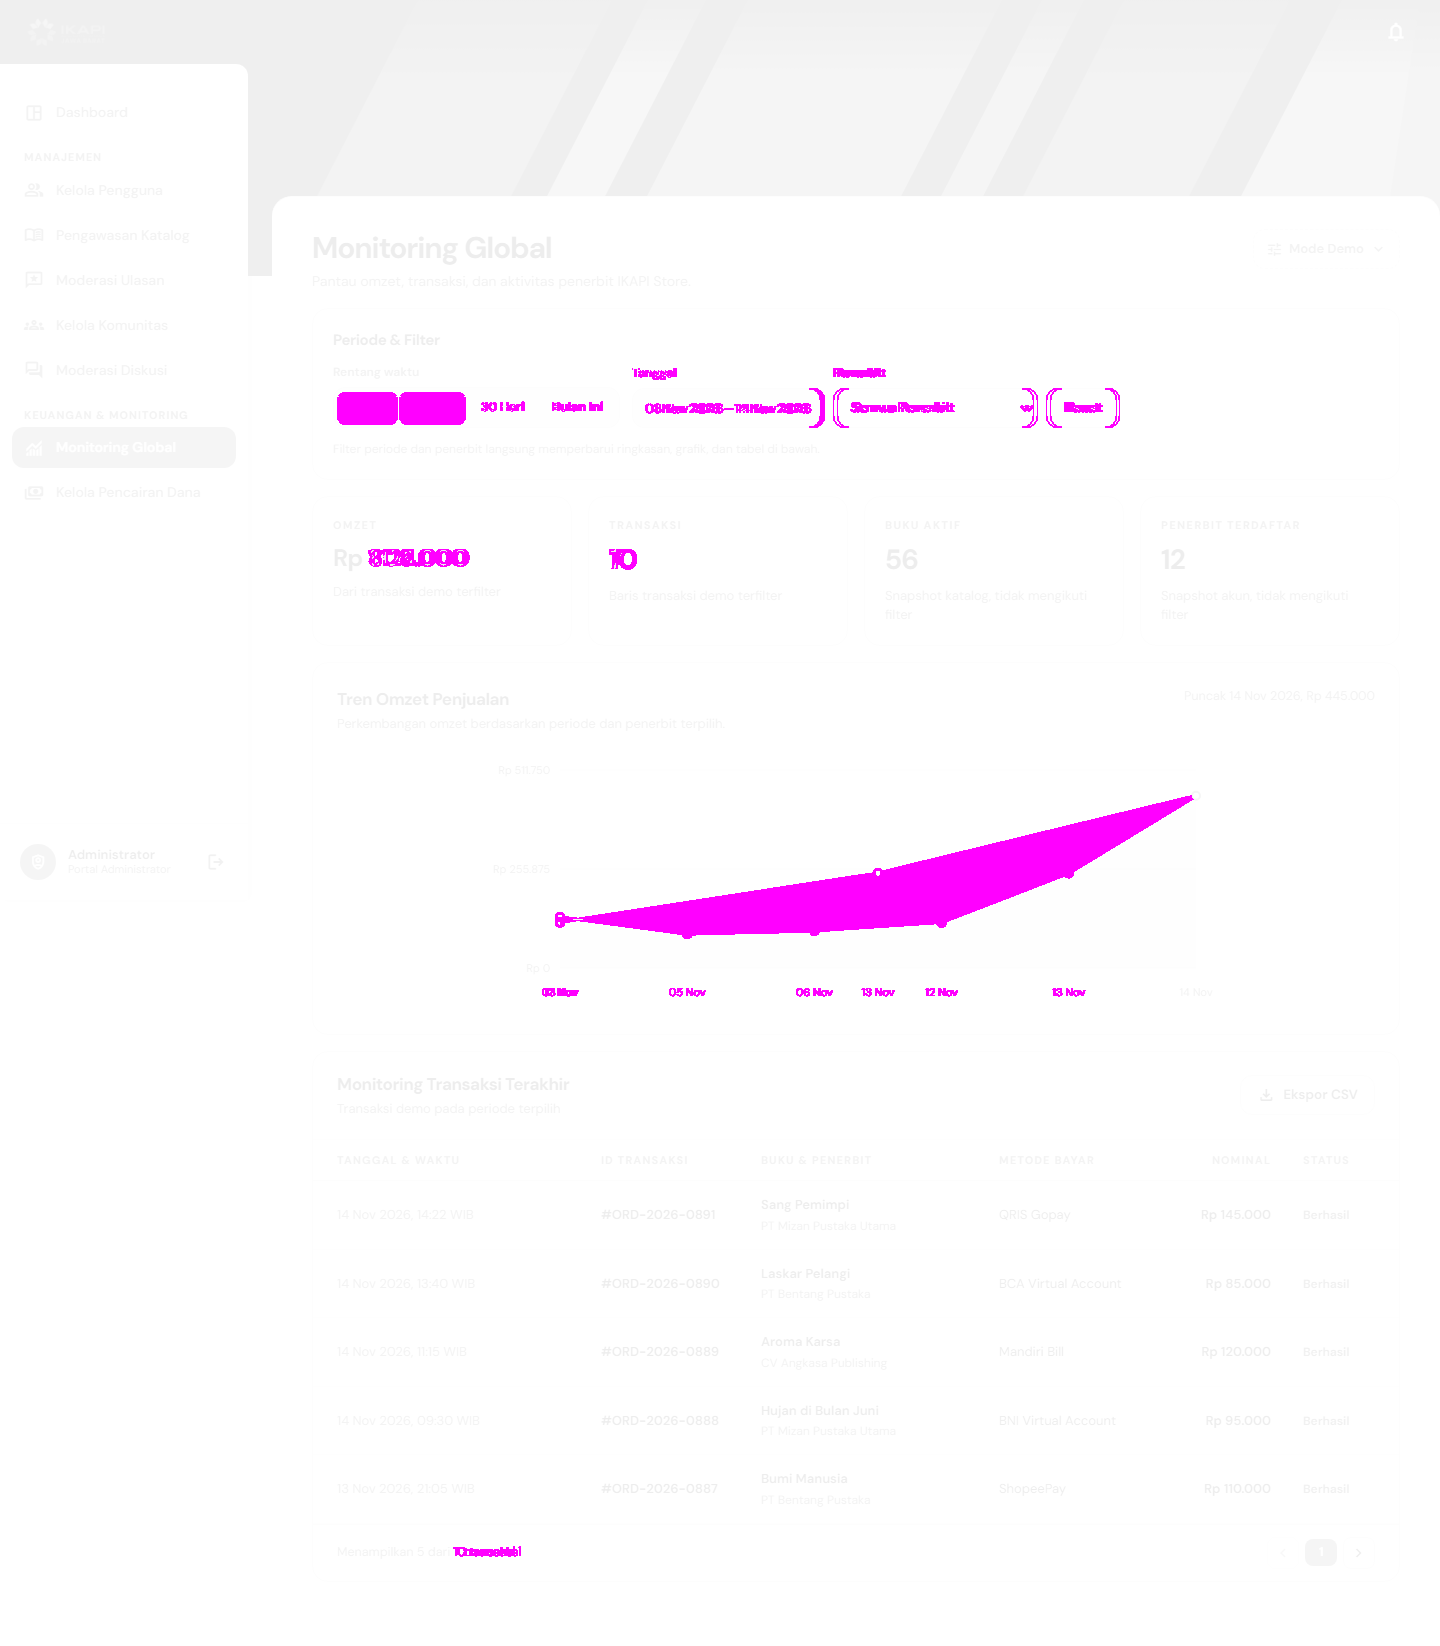 Dashboard
MANAJEMEN
Kelola Pengguna
Pengawasan Katalog
Moderasi Ulasan
Kelola Komunitas
Moderasi Diskusi
KEUANGAN & MONITORING
Monitoring Global
Kelola Pencairan Dana
Administrator
Portal Administrator
Monitoring Global
Mode Demo
Pantau omzet, transaksi, dan aktivitas penerbit IKAPI Store.
Periode & Filter
Rentang waktu
Tanggal
Filter periode dan penerbit langsung memperbarui ringkasan, grafik, dan tabel di bawah.
OMZET
Rp
Dari transaksi demo terfilter
TRANSAKSI
Baris transaksi demo terfilter
BUKU AKTIF
56
Snapshot katalog, tidak mengikuti
filter
PENERBIT TERDAFTAR
12
Snapshot akun, tidak mengikuti
filter
Tren Omzet Penjualan
Puncak 14 Nov 2026, Rp 445.000
Perkembangan omzet berdasarkan periode dan penerbit terpilih.
Rp 511.750
Rp 255.875
Rp 0
05 Nov
06 Nov
13 Nov
12 Nov
13 Nov
14 Nov
Monitoring Transaksi Terakhir
Transaksi demo pada periode terpilih
Ekspor CSV
TANGGAL & WAKTU ID TRANSAKSI BUKU & PENERBIT METODE BAYAR NOMINAL STATUS
14 Nov 2026, 14.22 WIB #ORD-2026-0891 Sang Pemimpi QRIS Gopay Rp 145.000 Berhasil
PT Mizan Pustaka Utama
14 Nov 2026, 13:40 WIB #ORD-2026-0890 Laskar Pelangi BCA Virtual Account Rp 85.000 Berhasil
PT Bentang Pustaka
14 Nov 2026, 11:15 WIB #ORD-2026-0889 Aroma Karsa Mandiri Bill Rp 120.000 Berhasil
CV Angkasa Publishing
14 Nov 2026, 09:30 WIB #ORD-2026-0888 Hujan di Bulan Juni BNI Virtual Account Rp 95.000 Berhasil
PT Mizan Pustaka Utama
13 Nov 2026, 21:05 WIB #ORD-2026-0887 Bumi Manusia ShopeePay Rp 110.000 Berhasil
PT Bentang Pustaka
Menampilkan 5 dari
1